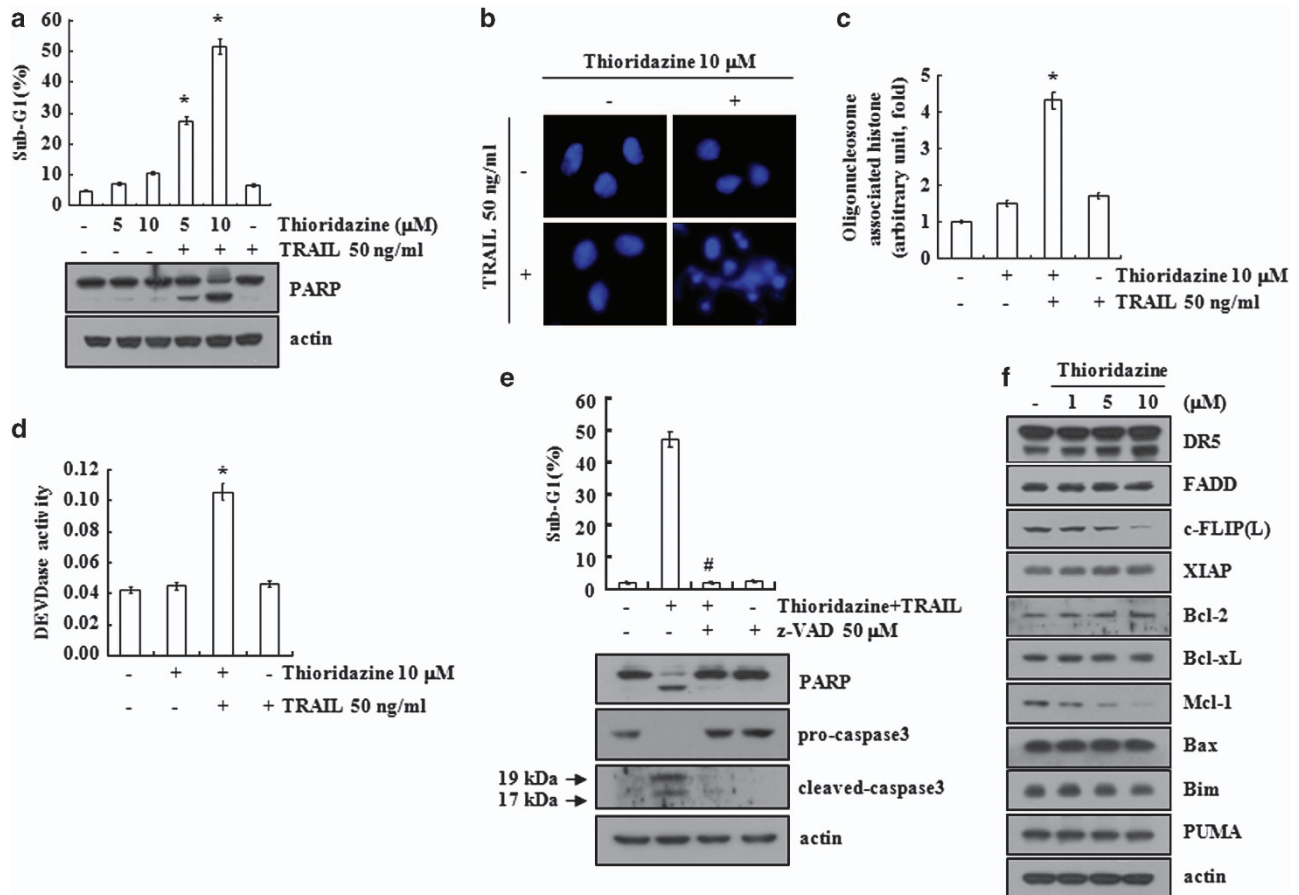 a
60
50
40
30
20
10
0
Sub-G1(%)
*
*
- 5 10 5 10 - Thioridazine (μM)
- - - + + + TRAIL 50 ng/ml
PARP
actin
b
Thioridazine 10 μM
- +
TRAIL 50 ng/ml
-
+
c
Oligonucleosome
associated histone
(arbitrary unit, fold)
5
4
2
1
0
*
- + + - Thioridazine 10 μM
- - + + TRAIL 50 ng/ml
d
DEVDase activity
0.12
0.10
0.08
0.06
0.04
0.02
0.00
*
- + + - Thioridazine 10 μM
- - + + TRAIL 50 ng/ml
e
Sub-G1(%)
60
50
40
30
20
10
0
#
- + + - Thioridazine+TRAIL
- - + + z-VAD 50 μM
PARP
pro-caspase3
19 kDa
17 kDa
cleaved-caspase3
actin
f
Thioridazine
- 1 5 10 (μM)
DR5
FADD
c-FLIP(L)
XIAP
Bcl-2
Bcl-xL
Mcl-1
Bax
Bim
PUMA
actin